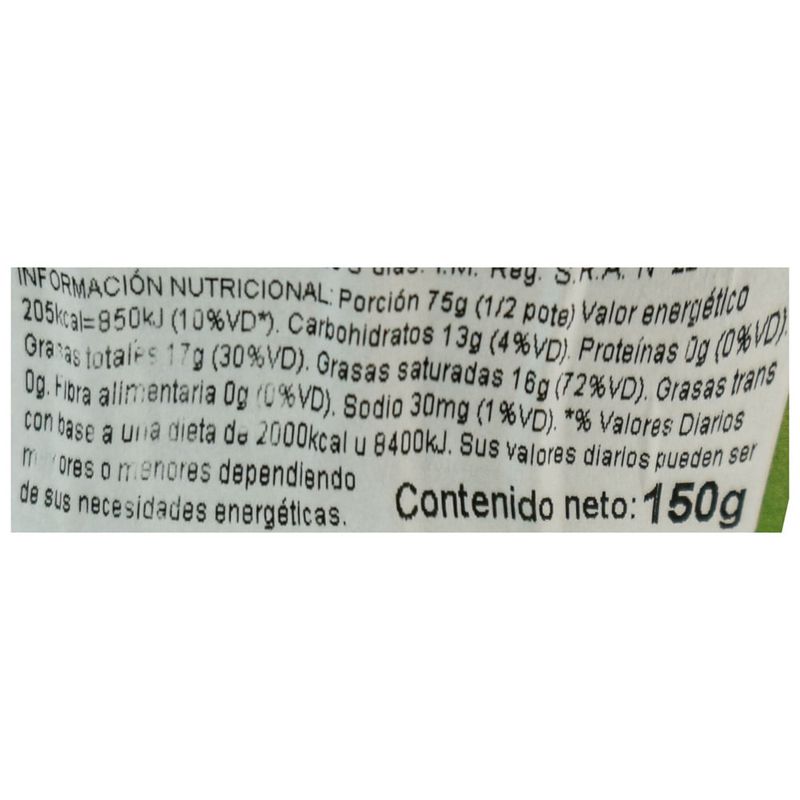 días. I.M. Reg. S.R.A. N°
INFORMACIÓN NUTRICIONAL: Porción 75g (1/2 pote) Valor energético
205kcal=850kJ (10%VD*). Carbohidratos 13g (4%VD). Proteínas 0g (0%VD).
Grasas totales 17g (30%VD). Grasas saturadas 16g (72%VD). Grasas trans
0g. Fibra alimentaria 0g (0%VD). Sodio 30mg (1%VD). *% Valores Diarios
con base a una dieta de 2000kcal u 8400kJ. Sus valores diarios pueden ser
mayores o menores dependiendo
de sus necesidades energéticas.
Contenido neto: 150g